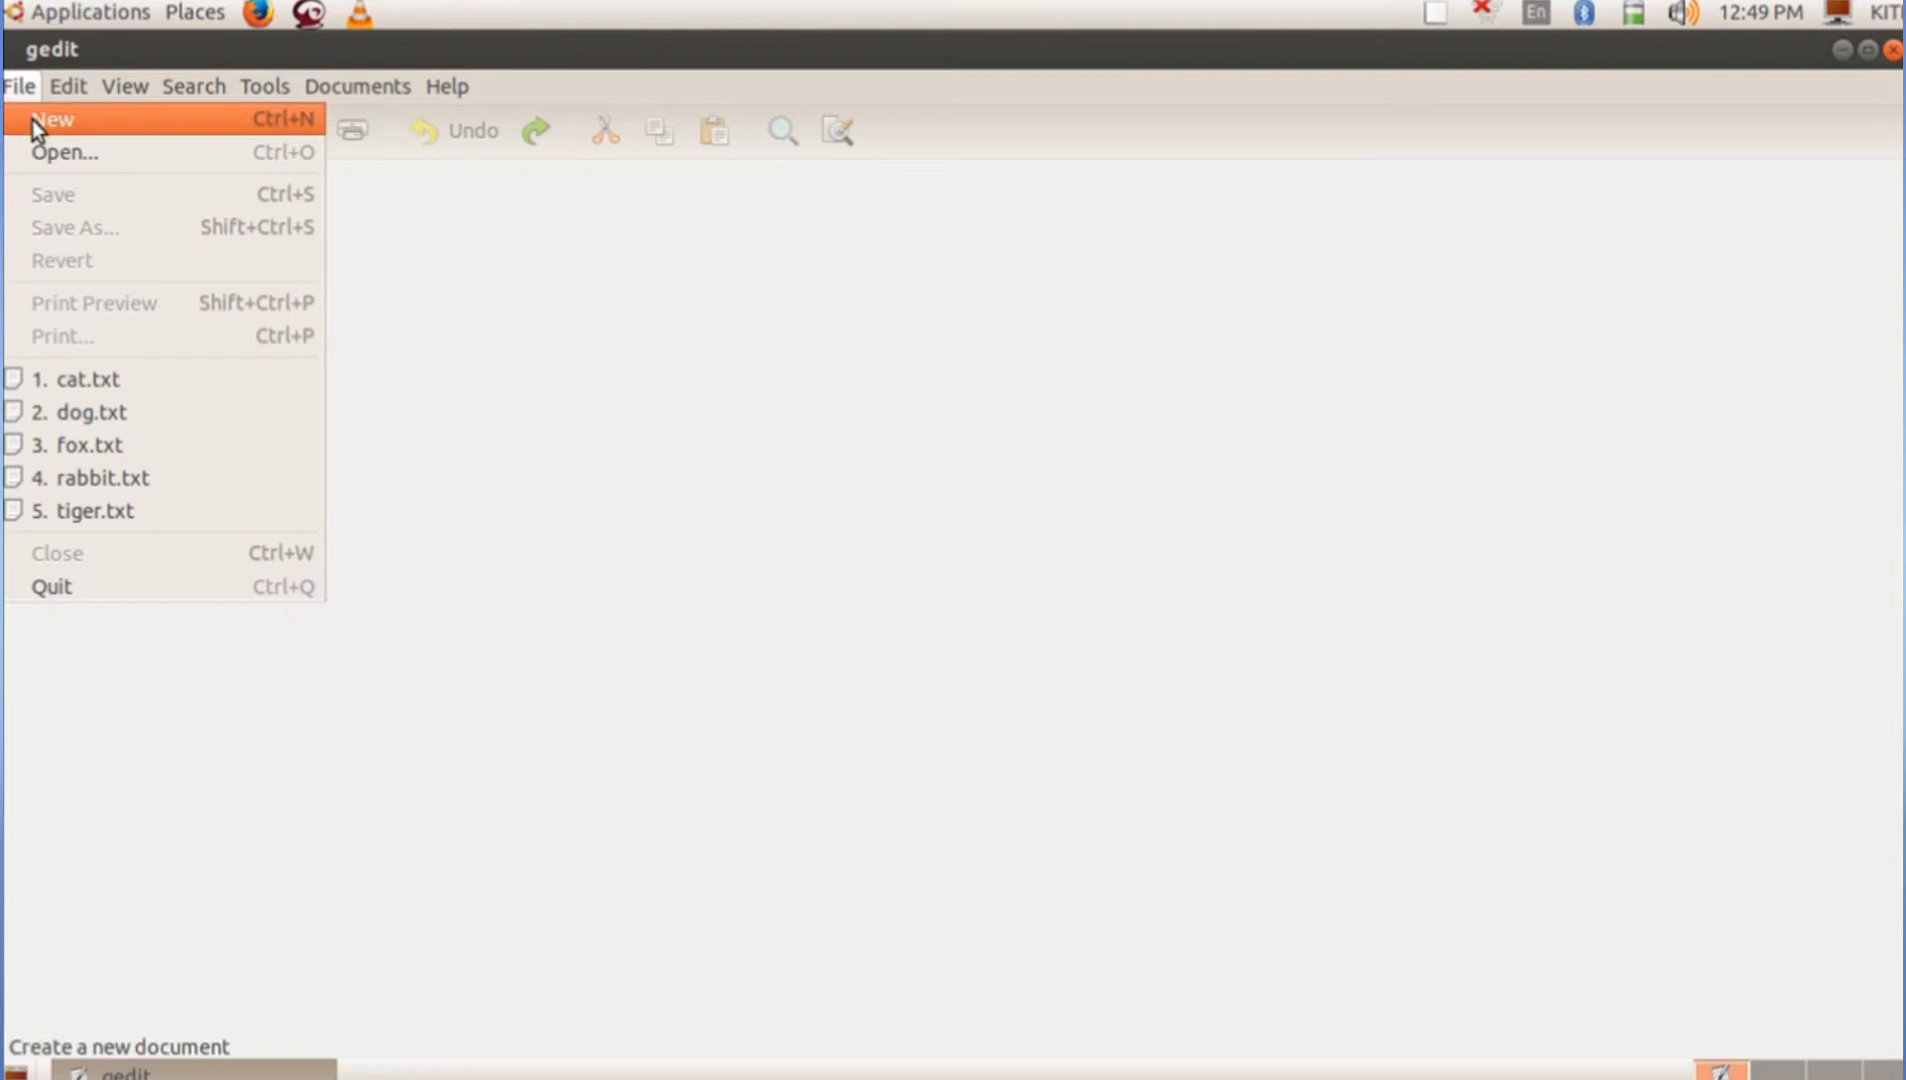 Applications Places En 12:49 PM
gedit
File Edit View Search Tools Documents Help
New Ctrl+N
Undo
Open... Ctrl+O
Save Ctrl+S
Save As... Shift+Ctrl+S
Revert
Print Preview Shift+Ctrl+P
Print... Ctrl+P
1. cat.txt
2. dog.txt
3. fox.txt
4. rabbit.txt
5. tiger.txt
Close Ctrl+W
Quit Ctrl+Q
Create a new document
gedit